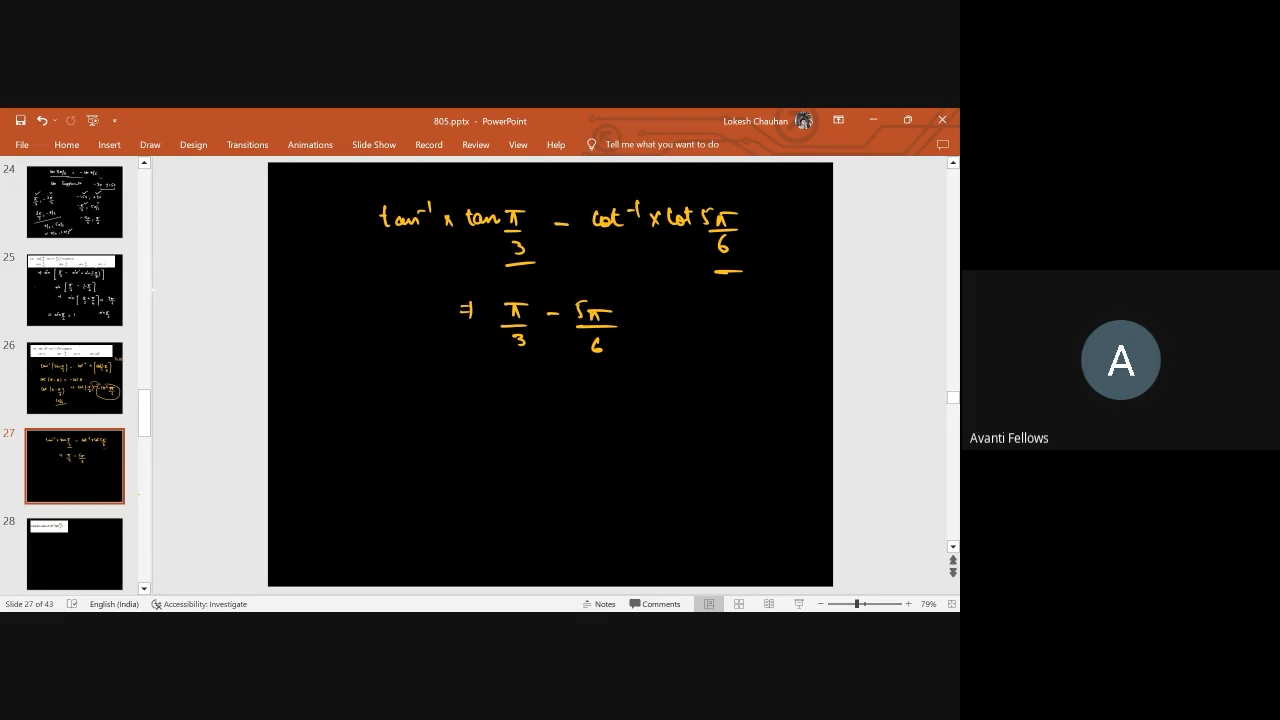 805.pptx - PowerPoint
Lokesh Chauhan
File Home Insert Draw Design Transitions Animations Slide Show Record Review View Help Tell me what you want to do
24
25
26
27
28
tan⁻¹ × tan π/3 − cot⁻¹ × cot 5π/6
⇒ π/3 − 5π/6
A
Avanti Fellows
Slide 27 of 43 English (India) Accessibility: Investigate Notes Comments 79%